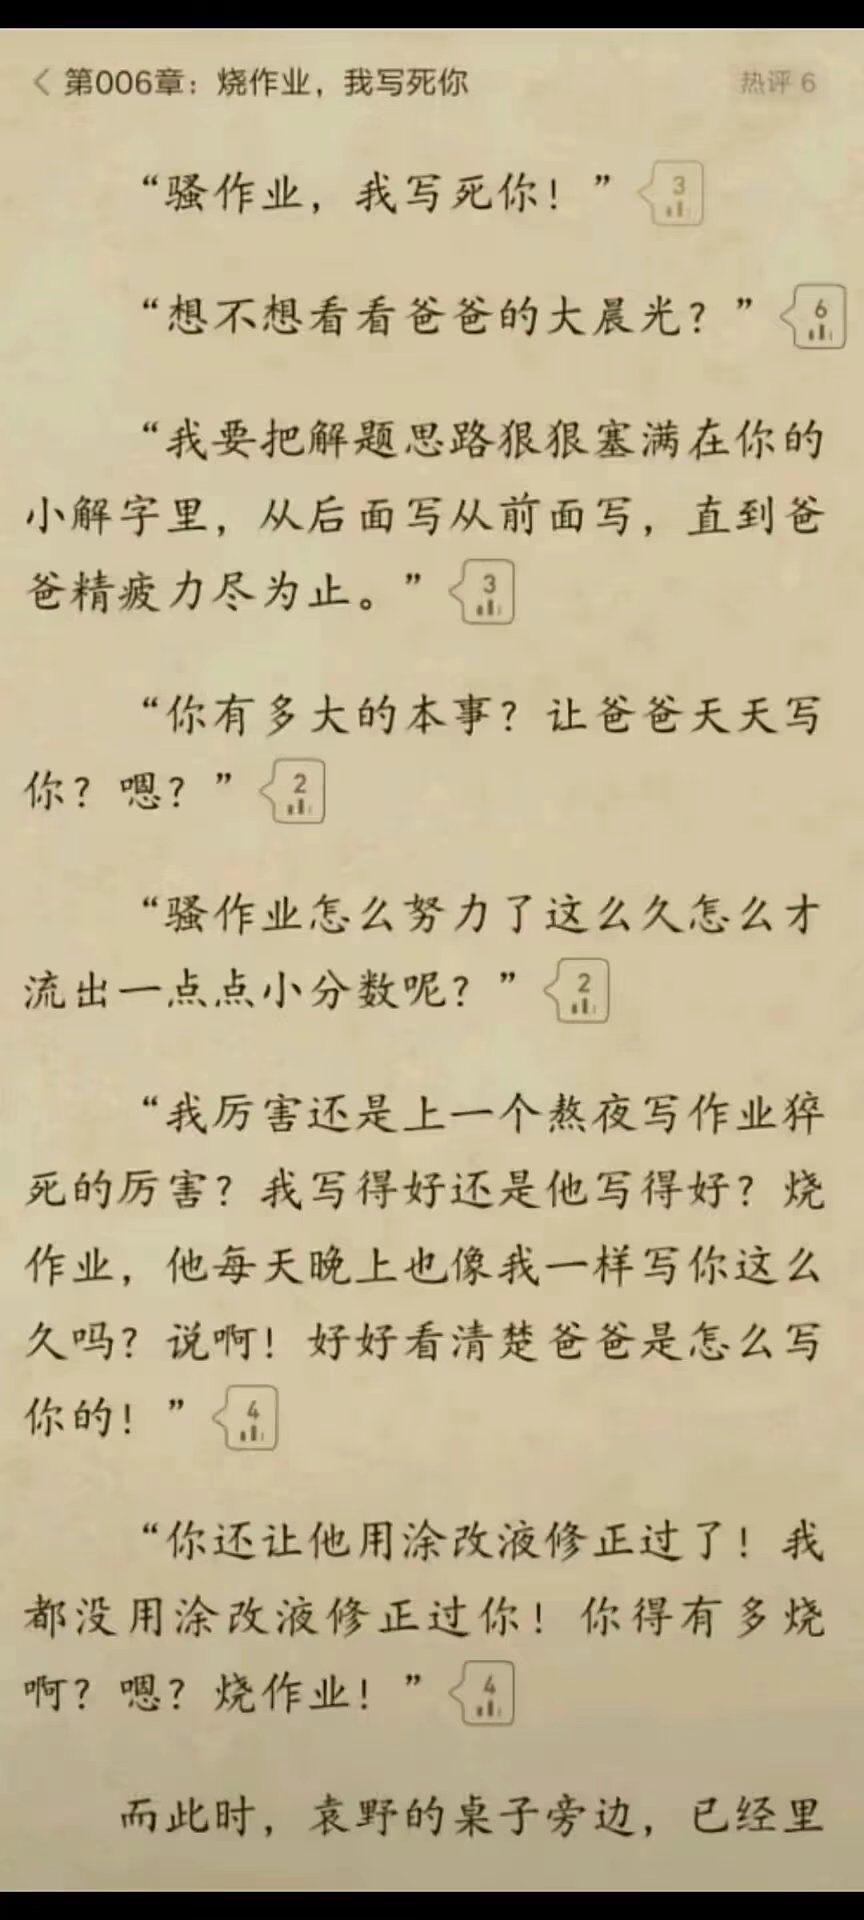 第006章：烧作业，我写死你
热评 6
“骚作业，我写死你！” 3
“想不想看看爸爸的大晨光？” 6
“我要把解题思路狠狠塞满在你的
小解字里，从后面写从前面写，直到爸
爸精疲力尽为止。” 3
“你有多大的本事？让爸爸天天写
你？嗯？” 2
“骚作业怎么努力了这么久怎么才
流出一点点小分数呢？” 2
“我厉害还是上一个熬夜写作业猝
死的厉害？我写得好还是他写得好？烧
作业，他每天晚上也像我一样写你这么
久吗？说啊！好好看清楚爸爸是怎么写
你的！” 4
“你还让他用涂改液修正过了！我
都没用涂改液修正过你！你得有多烧
啊？嗯？烧作业！” 4
而此时，袁野的桌子旁边，已经里